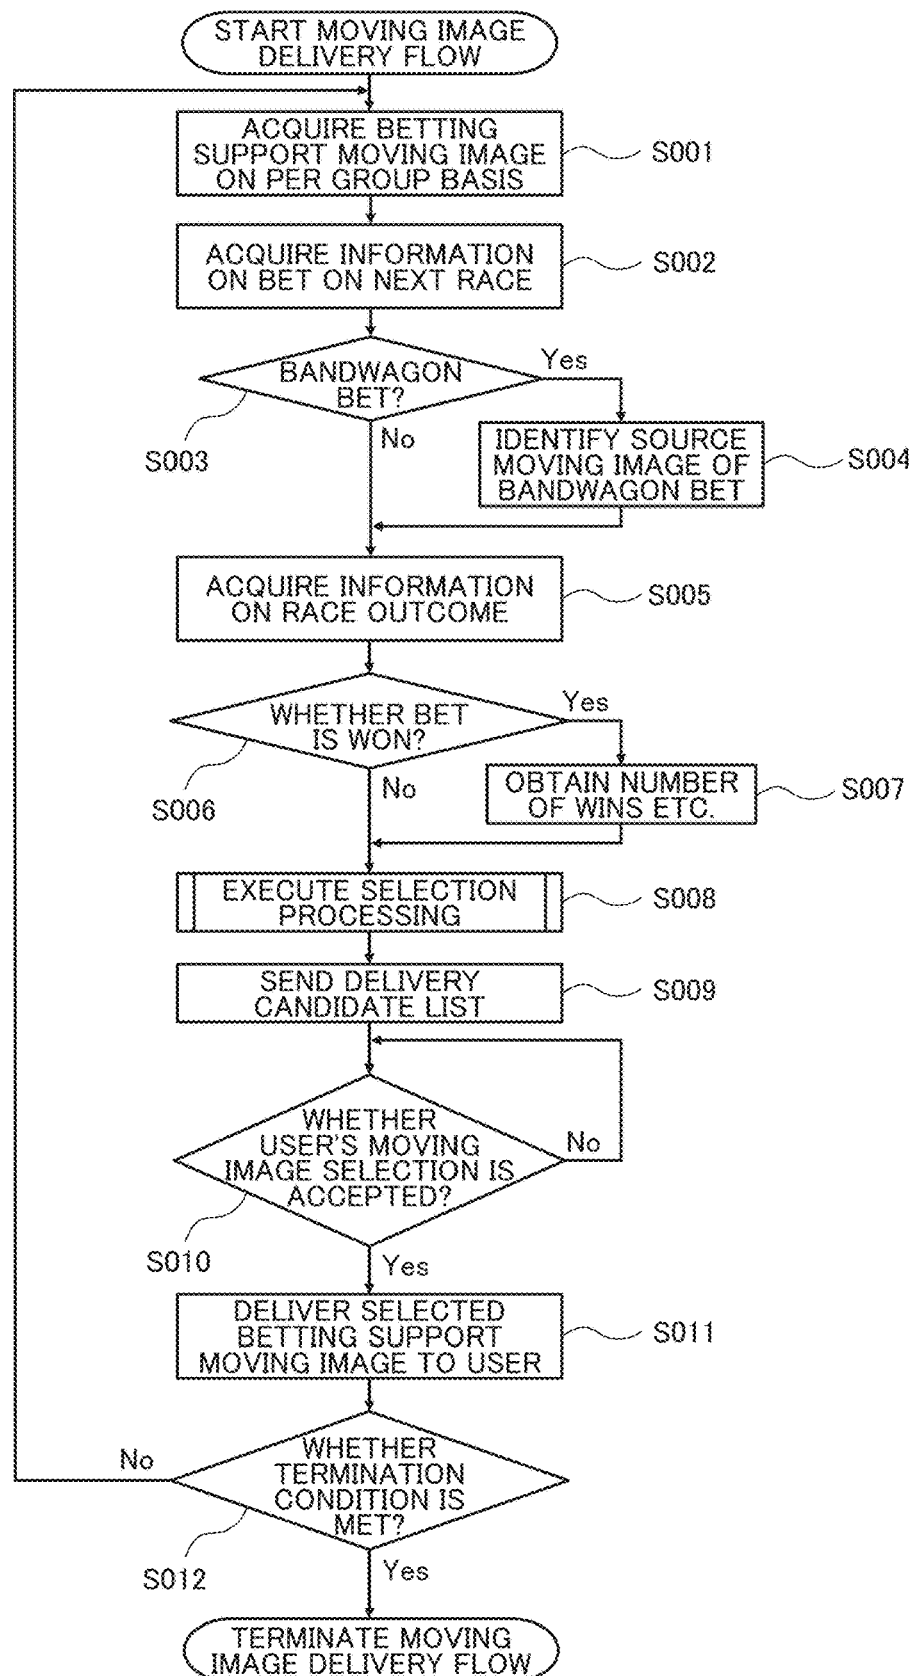 START MOVING IMAGE
DELIVERY FLOW
ACQUIRE BETTING
SUPPORT MOVING IMAGE
ON PER GROUP BASIS
S001
ACQUIRE INFORMATION
ON BET ON NEXT RACE
S002
BANDWAGON
BET?
Yes
No
S003
IDENTIFY SOURCE
MOVING IMAGE OF
BANDWAGON BET
S004
ACQUIRE INFORMATION
ON RACE OUTCOME
S005
WHETHER BET
IS WON?
Yes
No
S006
OBTAIN NUMBER
OF WINS ETC.
S007
EXECUTE SELECTION
PROCESSING
S008
SEND DELIVERY
CANDIDATE LIST
S009
WHETHER
USER'S MOVING
IMAGE SELECTION IS
ACCEPTED?
No
S010
Yes
DELIVER SELECTED
BETTING SUPPORT
MOVING IMAGE TO USER
S011
No
WHETHER
TERMINATION
CONDITION IS
MET?
S012
Yes
TERMINATE MOVING
IMAGE DELIVERY FLOW